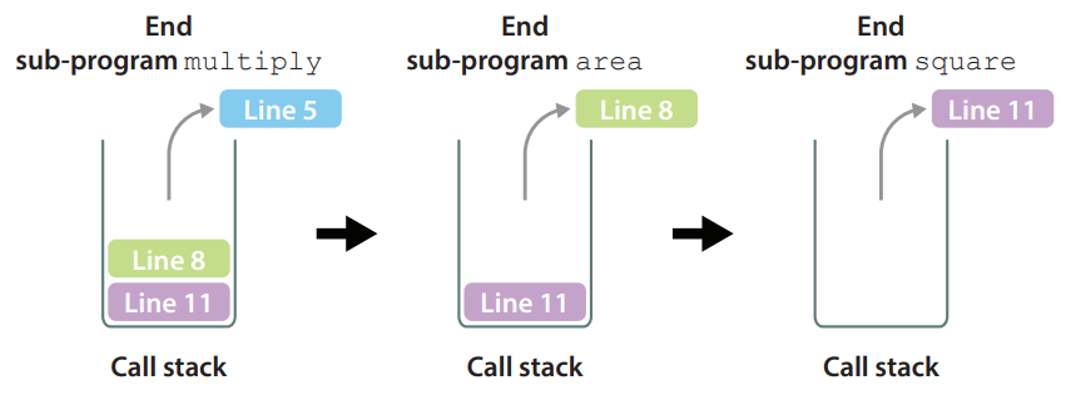 End
sub-program multiply
Line 5
Line 8
Line 11
Call stack
End
sub-program area
Line 8
Line 11
Call stack
End
sub-program square
Line 11
Call stack